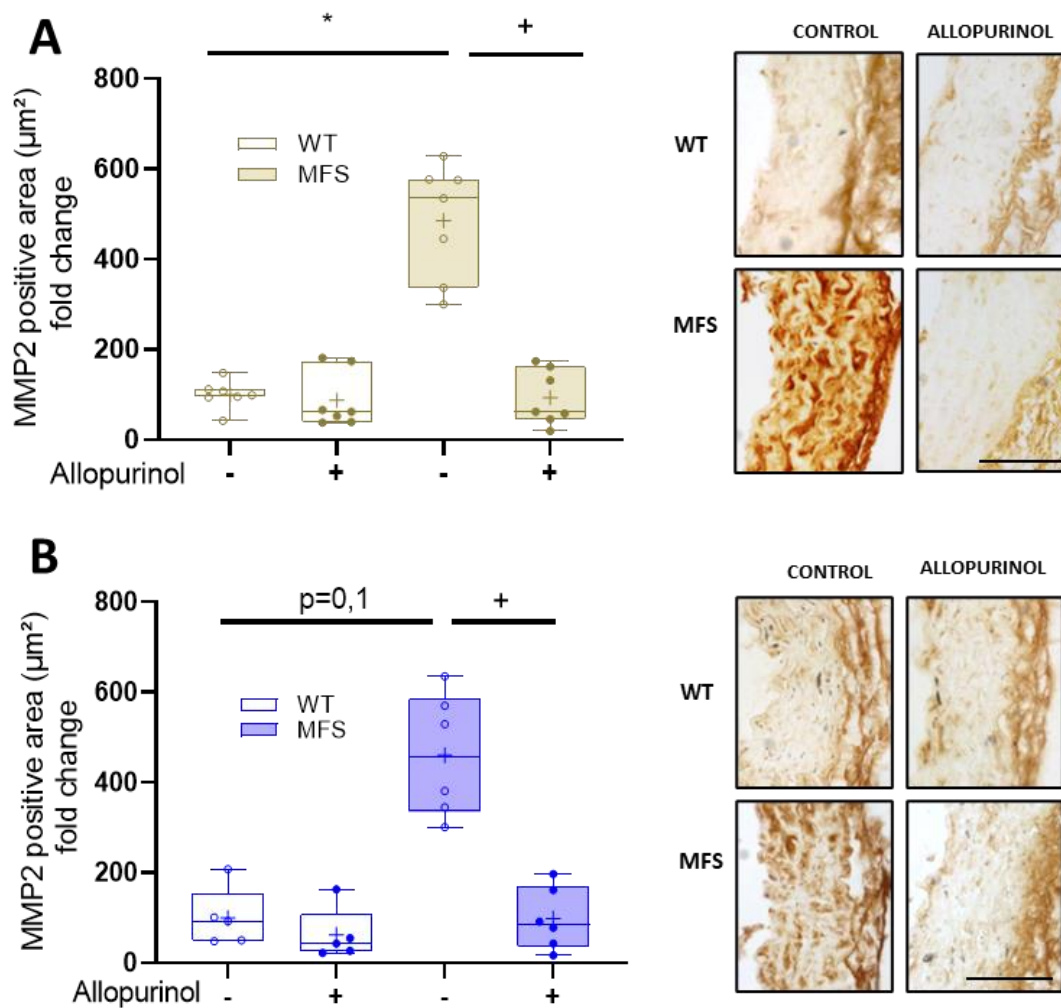 A
*
+
CONTROL
ALLOPURINOL
800
600
400
200
0
MMP2 positive area (µm²)
fold change
WT
MFS
WT
MFS
Allopurinol - + - +
B
p=0,1
+
CONTROL
ALLOPURINOL
800
600
400
200
0
MMP2 positive area (µm²)
fold change
WT
MFS
WT
MFS
Allopurinol - + - +